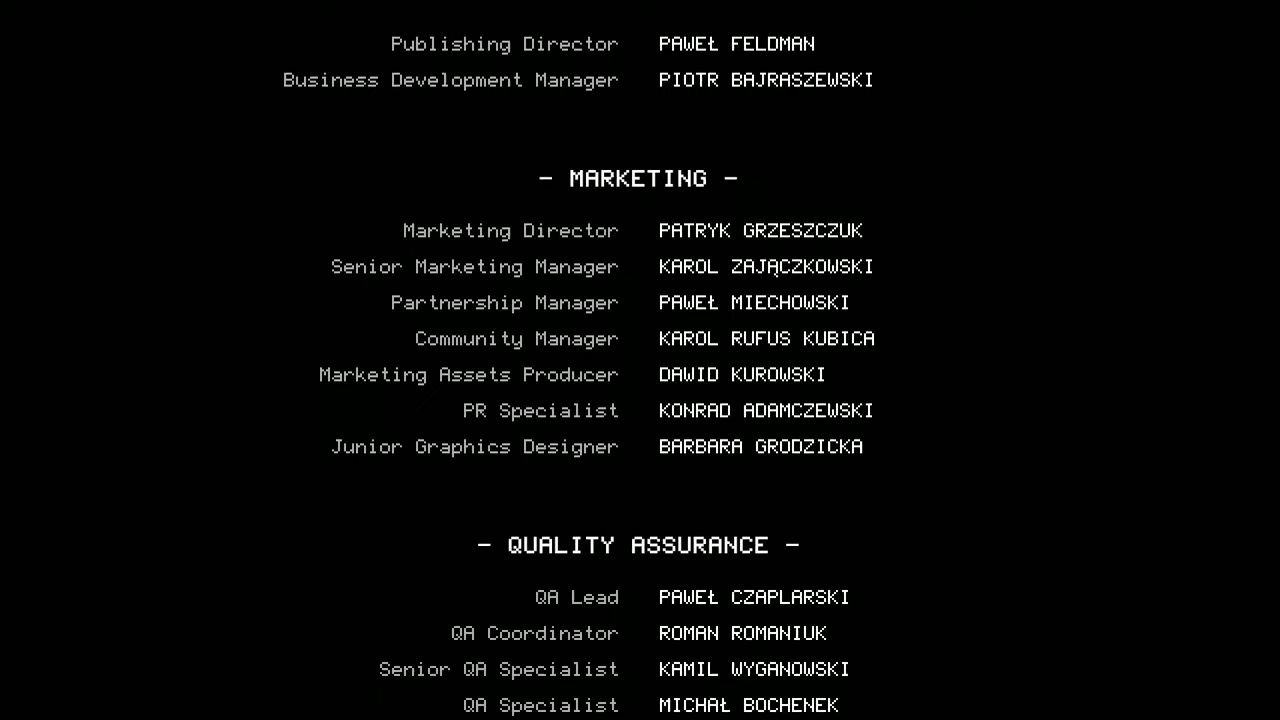 Publishing Director PAWEŁ FELDMAN
Business Development Manager PIOTR BAJRASZEWSKI
- MARKETING -
Marketing Director PATRYK GRZESZCZUK
Senior Marketing Manager KAROL ZAJĄCZKOWSKI
Partnership Manager PAWEŁ MIECHOWSKI
Community Manager KAROL RUFUS KUBICA
Marketing Assets Producer DAWID KUROWSKI
PR Specialist KONRAD ADAMCZEWSKI
Junior Graphics Designer BARBARA GRODZICKA
- QUALITY ASSURANCE -
QA Lead PAWEŁ CZAPLARSKI
QA Coordinator ROMAN ROMANIUK
Senior QA Specialist KAMIL WYGANOWSKI
QA Specialist MICHAŁ BOCHENEK